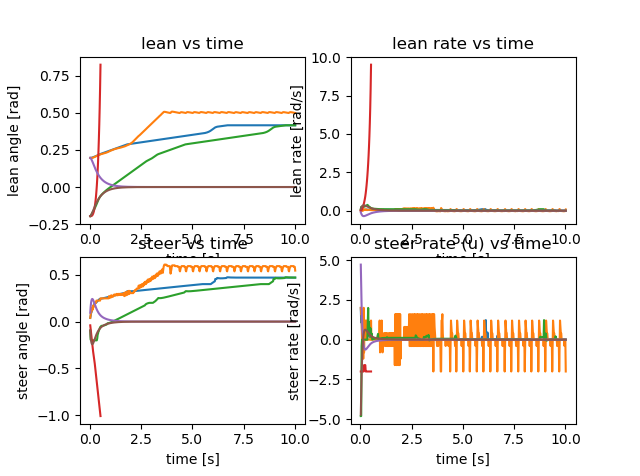 lean vs time
lean rate vs time
lean angle [rad]
0.75
0.50
0.25
0.00
−0.25
0.0 2.5 5.0 7.5 10.0
time [s]
lean rate [rad/s]
10.0
7.5
5.0
2.5
0.0
0.0 2.5 5.0 7.5 10.0
time [s]
steer vs time
steer rate (u) vs time
steer angle [rad]
0.5
0.0
−0.5
−1.0
0.0 2.5 5.0 7.5 10.0
time [s]
steer rate [rad/s]
5.0
2.5
0.0
−2.5
−5.0
0.0 2.5 5.0 7.5 10.0
time [s]